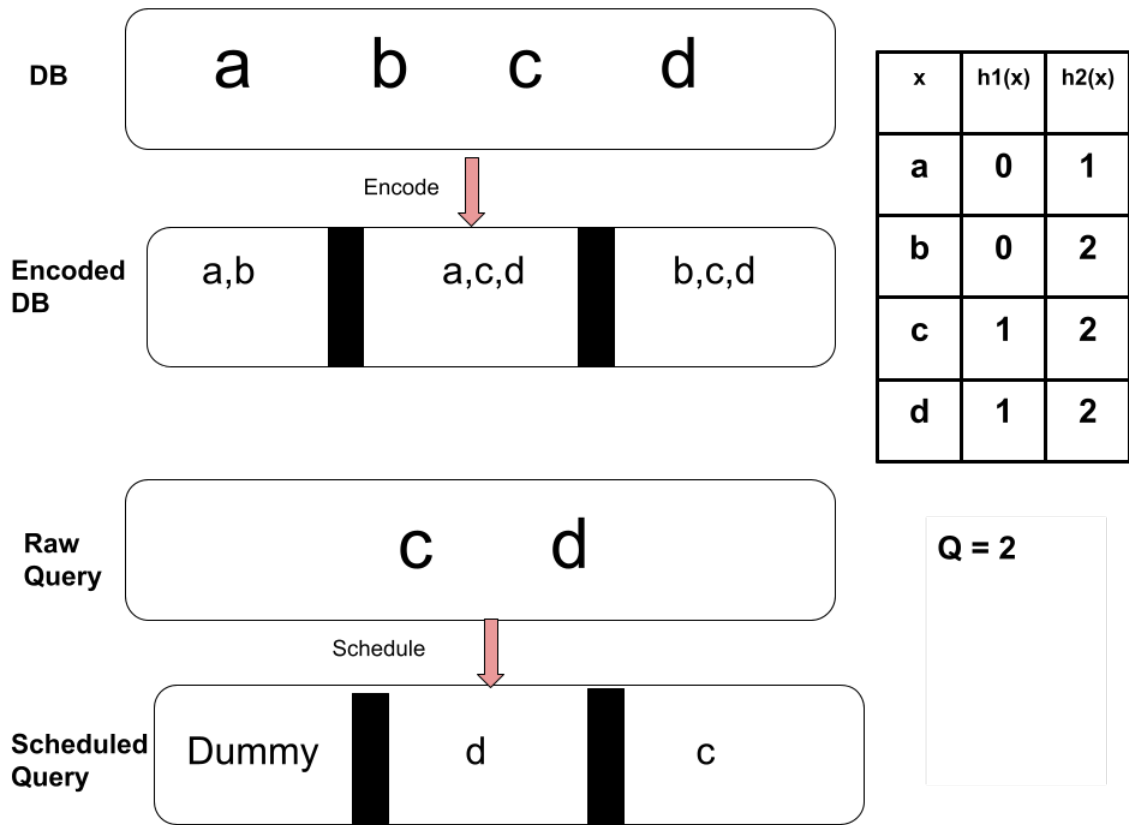 DB
a b c d
Encode
Encoded
DB
a,b a,c,d b,c,d
x h1(x) h2(x)
a 0 1
b 0 2
c 1 2
d 1 2
Raw
Query
c d
Schedule
Scheduled
Query
Dummy d c
Q = 2